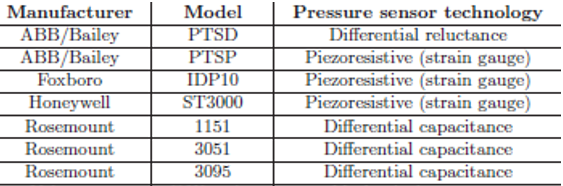 Manufacturer Model Pressure sensor technology
ABB/Bailey PTSD Differential reluctance
ABB/Bailey PTSP Piezoresistive (strain gauge)
Foxboro IDP10 Piezoresistive (strain gauge)
Honeywell ST3000 Piezoresistive (strain gauge)
Rosemount 1151 Differential capacitance
Rosemount 3051 Differential capacitance
Rosemount 3095 Differential capacitance